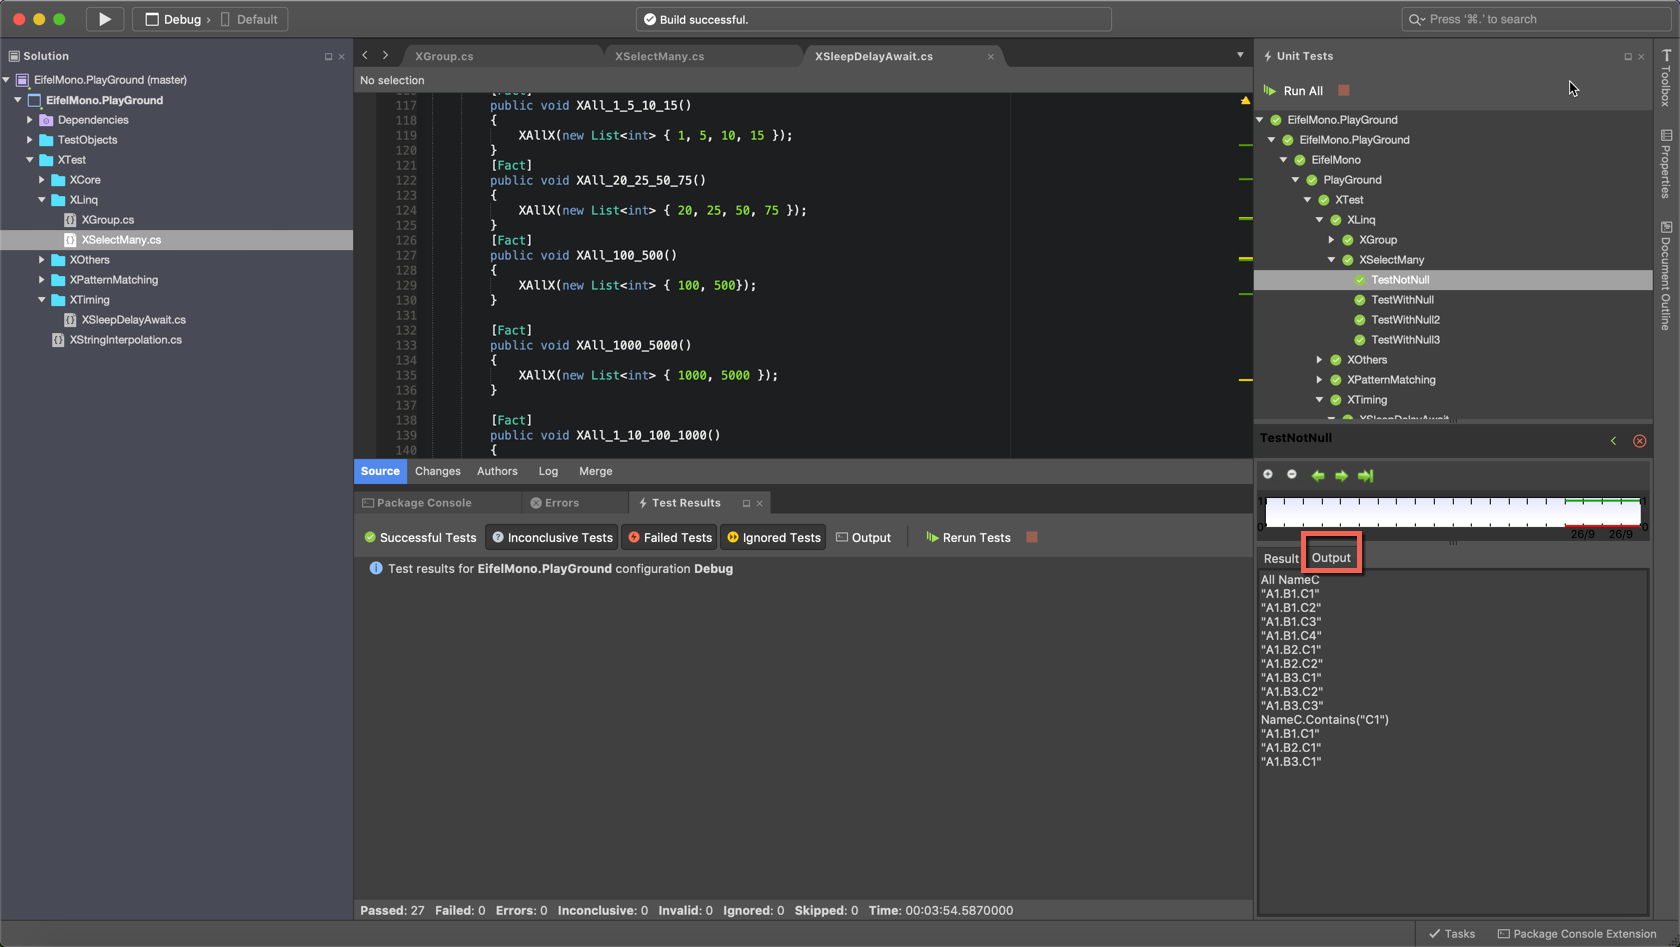 Debug › Default
Build successful.
Press '⌘.' to search
Solution
EifelMono.PlayGround (master)
EifelMono.PlayGround
Dependencies
TestObjects
XTest
XCore
XLinq
XGroup.cs
XSelectMany.cs
XOthers
XPatternMatching
XTiming
XSleepDelayAwait.cs
XStringInterpolation.cs
XGroup.cs
XSelectMany.cs
XSleepDelayAwait.cs
No selection
117 public void XAll_1_5_10_15()
118 {
119 XAllX(new List<int> { 1, 5, 10, 15 });
120 }
121 [Fact]
122 public void XAll_20_25_50_75()
123 {
124 XAllX(new List<int> { 20, 25, 50, 75 });
125 }
126 [Fact]
127 public void XAll_100_500()
128 {
129 XAllX(new List<int> { 100, 500});
130 }
131
132 [Fact]
133 public void XAll_1000_5000()
134 {
135 XAllX(new List<int> { 1000, 5000 });
136 }
137
138 [Fact]
139 public void XAll_1_10_100_1000()
140 {
Source Changes Authors Log Merge
Package Console Errors Test Results
Successful Tests Inconclusive Tests Failed Tests Ignored Tests Output Rerun Tests
Test results for EifelMono.PlayGround configuration Debug
Passed: 27 Failed: 0 Errors: 0 Inconclusive: 0 Invalid: 0 Ignored: 0 Skipped: 0 Time: 00:03:54.5870000
Unit Tests
Run All
EifelMono.PlayGround
EifelMono.PlayGround
EifelMono
PlayGround
XTest
XLinq
XGroup
XSelectMany
TestNotNull
TestWithNull
TestWithNull2
TestWithNull3
XOthers
XPatternMatching
XTiming
XSleepDelayAwait
TestNotNull
1 1
0 0
26/9 26/9
Result Output
All NameC
"A1.B1.C1"
"A1.B1.C2"
"A1.B1.C3"
"A1.B1.C4"
"A1.B2.C1"
"A1.B2.C2"
"A1.B3.C1"
"A1.B3.C2"
"A1.B3.C3"
NameC.Contains("C1")
"A1.B1.C1"
"A1.B2.C1"
"A1.B3.C1"
Toolbox
Properties
Document Outline
Tasks Package Console Extension